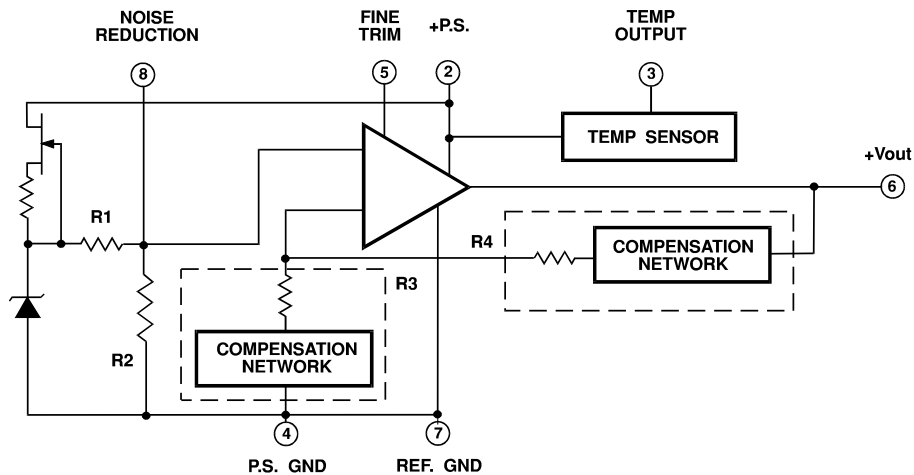 NOISE
REDUCTION
FINE
TRIM
+P.S.
TEMP
OUTPUT
8
5
2
3
TEMP SENSOR
+Vout
6
R1
R4
COMPENSATION
NETWORK
R3
R2
COMPENSATION
NETWORK
4
7
P.S. GND
REF. GND